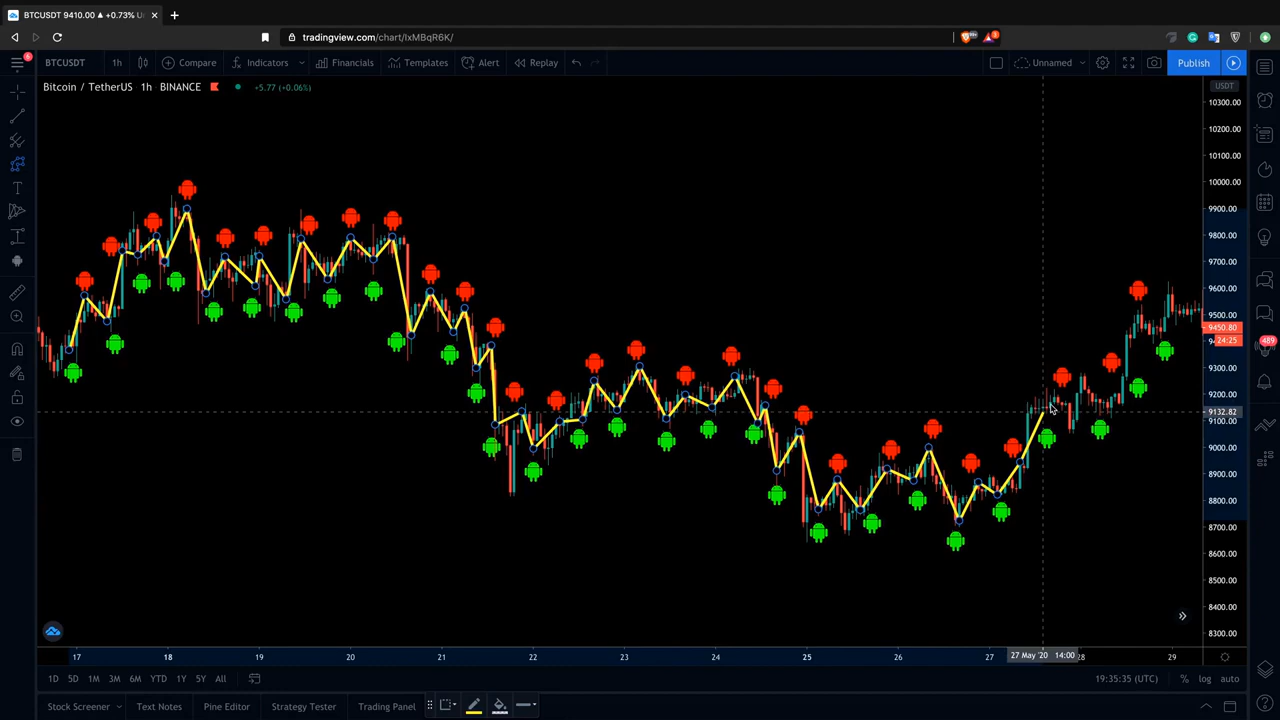 BTCUSDT 9410.00 ▲ +0.73% U
tradingview.com/chart/IxMBqR6K/
99+
1
6
BTCUSDT
1h
Compare
Indicators
Financials
Templates
Alert
Replay
Unnamed
Publish
Bitcoin / TetherUS 1h BINANCE
+5.77 (+0.06%)
USDT
10300.00
10200.00
10100.00
10000.00
9900.00
9800.00
9700.00
9600.00
9500.00
9450.80
24:25
489
9300.00
9200.00
9132.82
9100.00
9000.00
8900.00
8800.00
8700.00
8600.00
8500.00
8400.00
8300.00
17 18 19 20 21 22 23 24 25 26 27 27 May '20 14:00 28 29
1D 5D 1M 3M 6M YTD 1Y 5Y All
19:35:35 (UTC) % log auto
Stock Screener Text Notes Pine Editor Strategy Tester Trading Panel